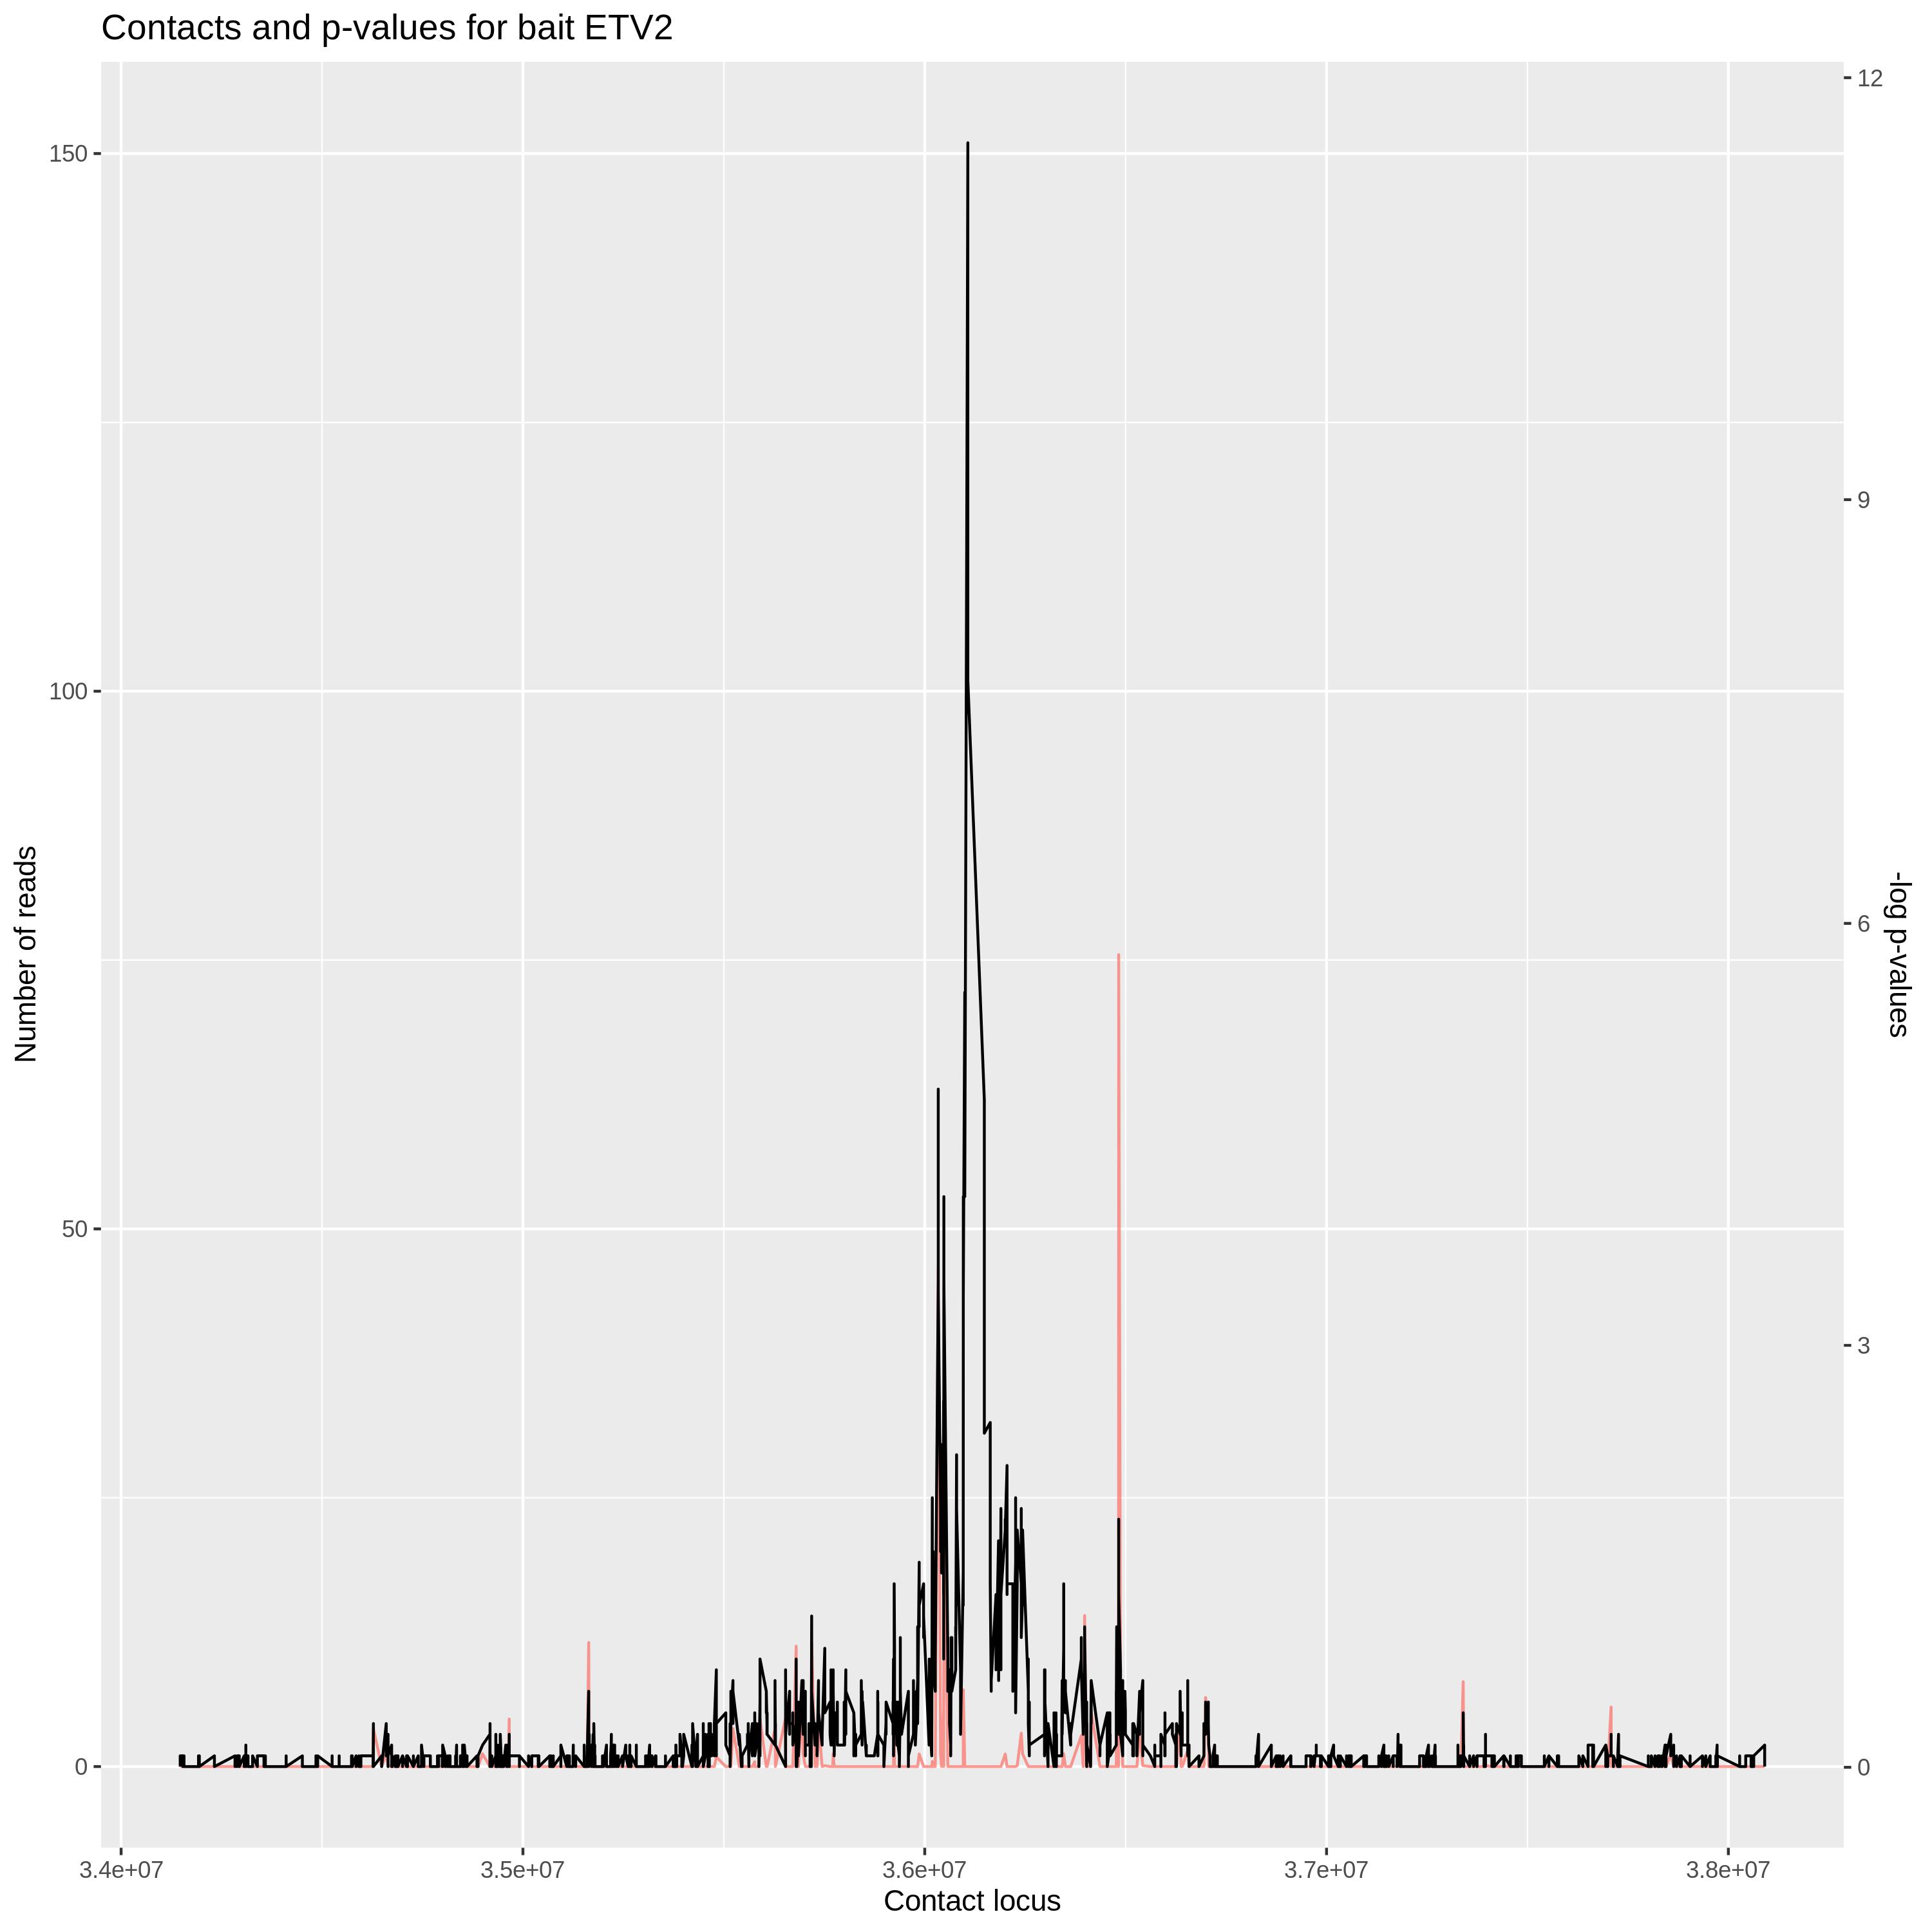 Contacts and p-values for bait ETV2
150
100
50
0
Number of reads
12
9
6
3
0
-log p-values
3.4e+07
3.5e+07
3.6e+07
3.7e+07
3.8e+07
Contact locus